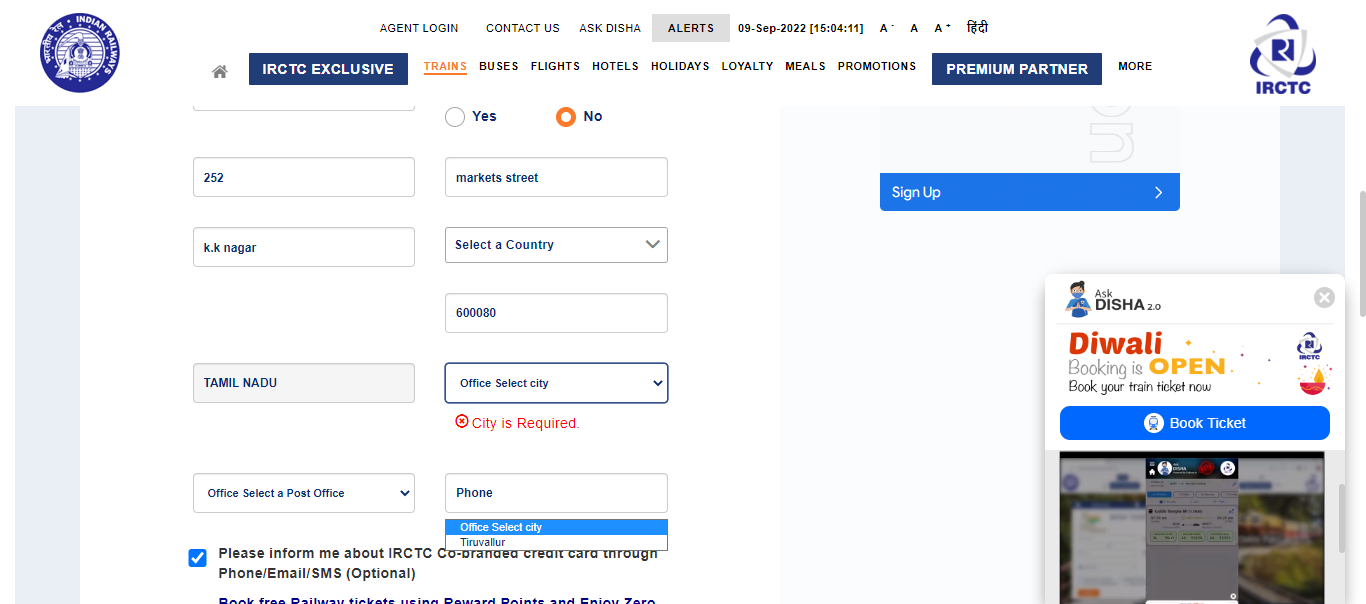 AGENT LOGIN CONTACT US ASK DISHA ALERTS 09-Sep-2022 [15:04:11] A - A A + हिंदी
IRCTC EXCLUSIVE TRAINS BUSES FLIGHTS HOTELS HOLIDAYS LOYALTY MEALS PROMOTIONS PREMIUM PARTNER MORE
INDIAN RAILWAYS
भारतीय रेल
IRCTC
Yes No
252 markets street
Sign Up
k.k nagar Select a Country
600080
TAMIL NADU Office Select city
City is Required.
Office Select a Post Office Phone
Office Select city
Tiruvallur
Please inform me about IRCTC Co-branded credit card through
Phone/Email/SMS (Optional)
Book free Railway tickets using Reward Points and Enjoy Zero
Ask
DISHA 2.0
Diwali
Booking is OPEN
Book your train ticket now
IRCTC
Book Ticket
Ask
DISHA